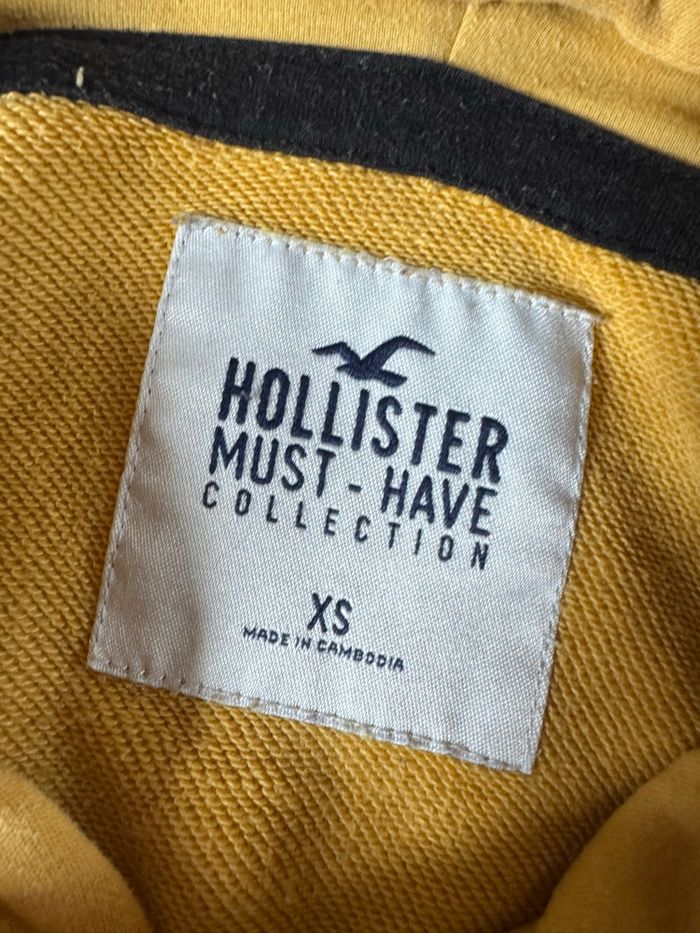 HOLLISTER
MUST - HAVE
COLLECTION
XS
MADE IN CAMBODIA